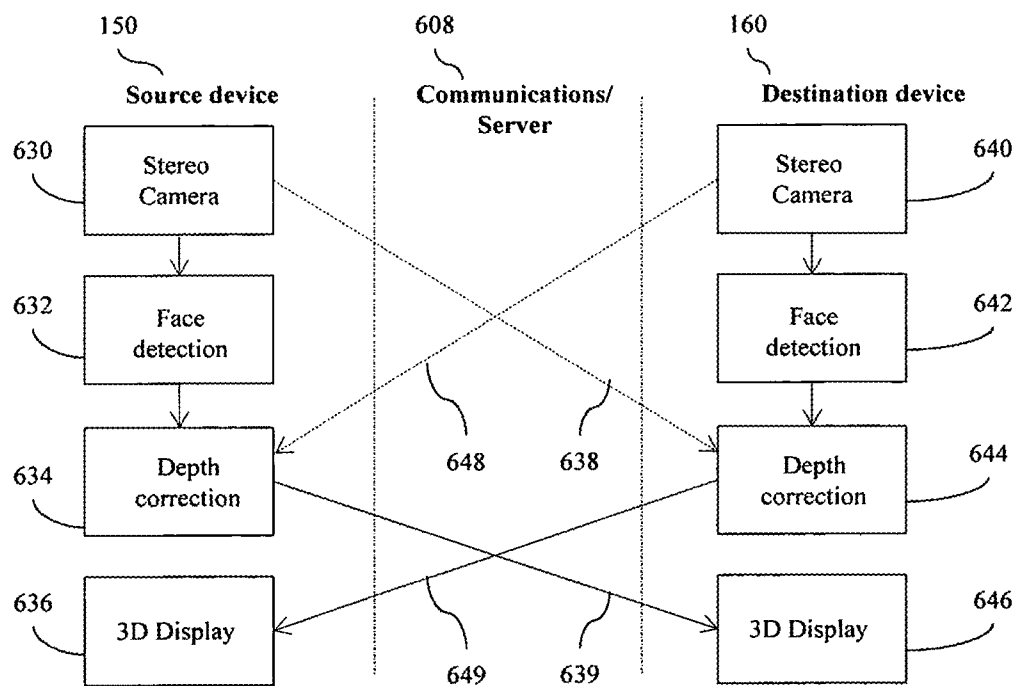 150
608
160
Source device
Communications/
Server
Destination device
630
Stereo
Camera
Stereo
Camera
640
632
Face
detection
Face
detection
642
634
Depth
correction
648
638
Depth
correction
644
636
3D Display
649
639
3D Display
646